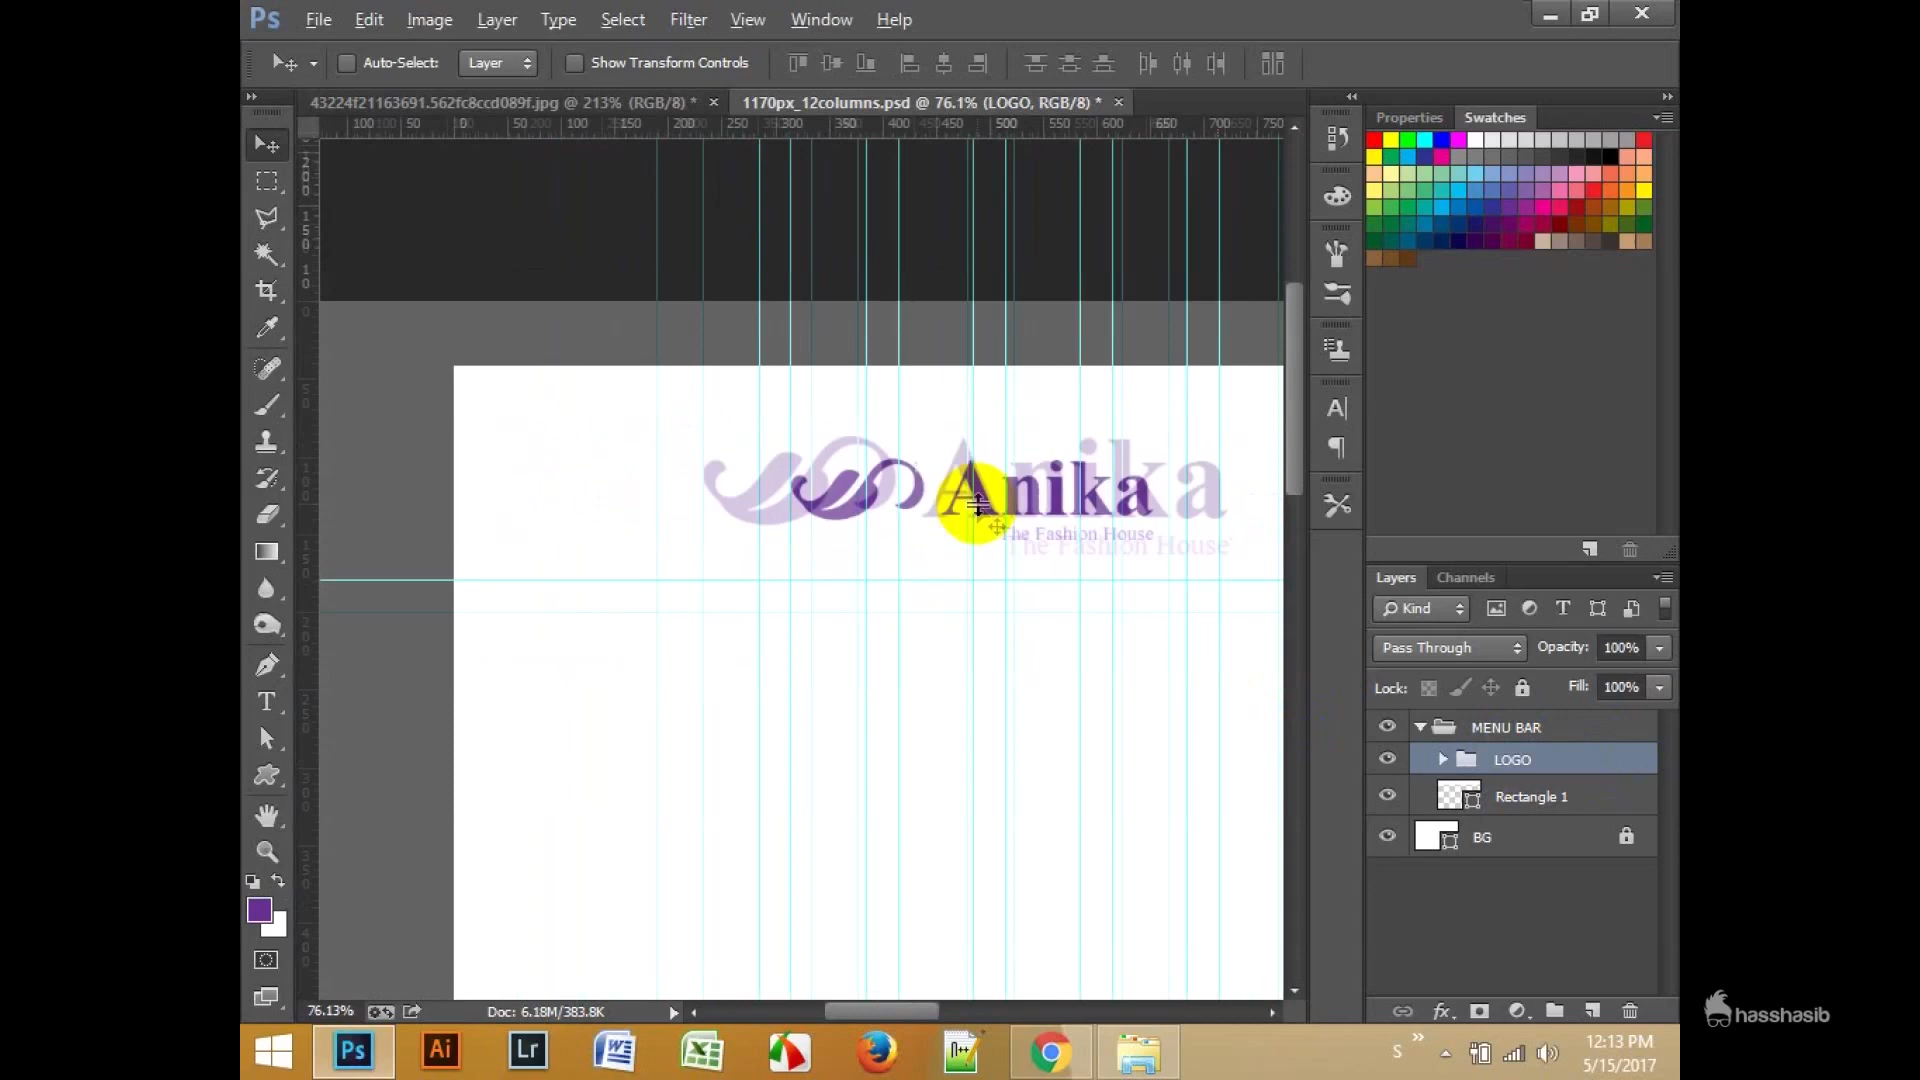 Ps File Edit Image Layer Type Select Filter View Window Help
Auto-Select: Layer Show Transform Controls
43224f21163691.562fc8ccd089f.jpg @ 213% (RGB/8) * × 1170px_12columns.psd @ 76.1% (LOGO, RGB/8) * ×
Properties Swatches
Anika
The Fashion House
Layers Channels
Kind
Pass Through Opacity: 100%
Lock: Fill: 100%
MENU BAR
LOGO
Rectangle 1
BG
76.13% Doc: 6.18M/383.8K
hasshasib
Ps Ai Lr
S 12:13 PM
5/15/2017